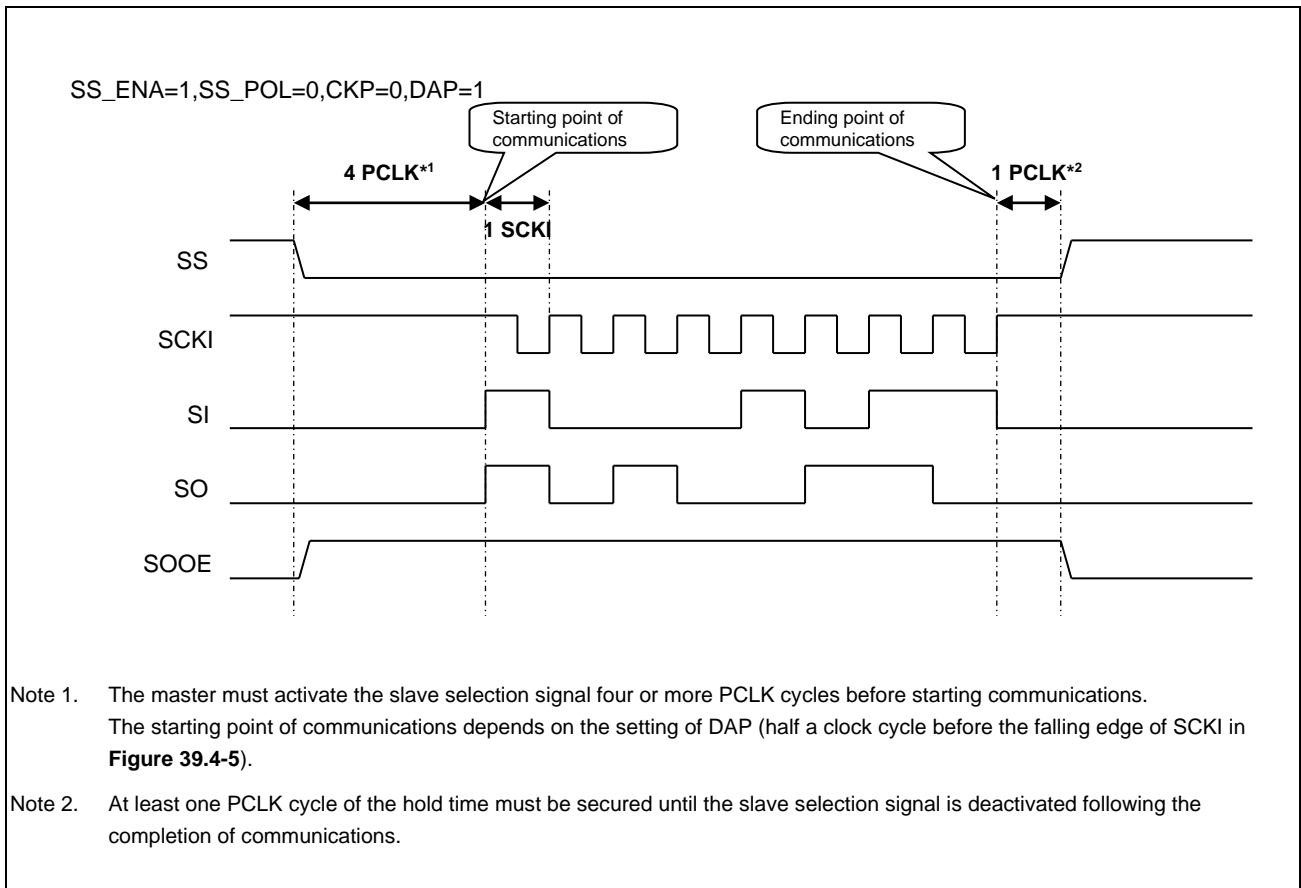 SS_ENA=1,SS_POL=0,CKP=0,DAP=1
Starting point of
communications
Ending point of
communications
4 PCLK*1
1 PCLK*2
1 SCKI
SS
SCKI
SI
SO
SOOE
Note 1. The master must activate the slave selection signal four or more PCLK cycles before starting communications.
The starting point of communications depends on the setting of DAP (half a clock cycle before the falling edge of SCKI in
Figure 39.4-5).
Note 2. At least one PCLK cycle of the hold time must be secured until the slave selection signal is deactivated following the
completion of communications.